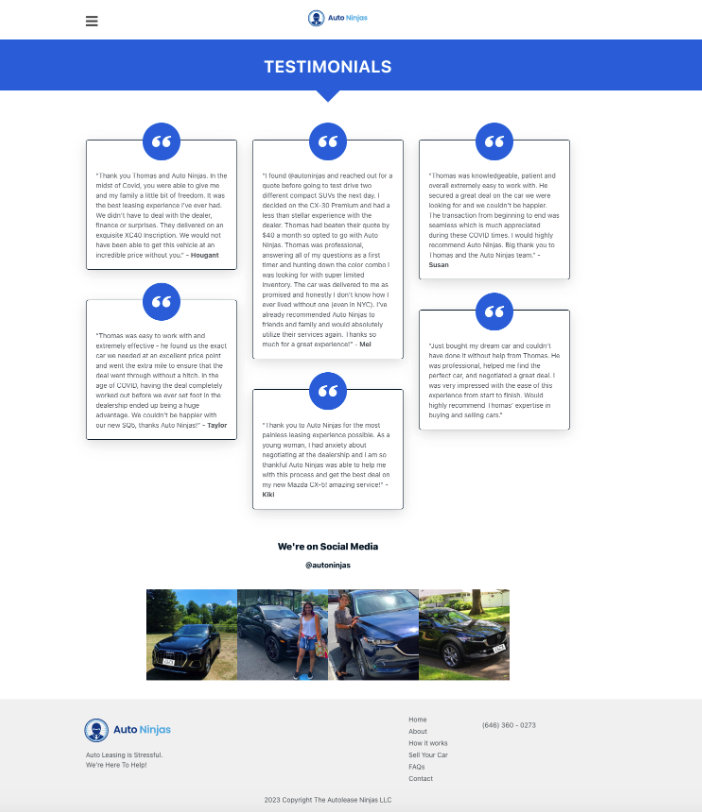 Auto Ninjas
TESTIMONIALS
"Thank you Thomas and Auto Ninjas. In the
midst of Covid, you were able to give me
and my family a little bit of freedom. It was
the best leasing experience I've ever had.
We didn't have to deal with the dealer,
finance or surprises. They delivered on an
exquisite XC40 Inscription. We would not
have been able to get this vehicle at an
incredible price without you." - Hougant
"Thomas was easy to work with and
extremely effective - he found us the exact
car we needed at an excellent price point
and went the extra mile to ensure that the
deal went through without a hitch. In the
age of COVID, having the deal completely
worked out before we ever set foot in the
dealership ended up being a huge
advantage. We couldn't be happier with
our new SQ5, thanks Auto Ninjas!" - Taylor
"I found @autoninjas and reached out for a
quote before going to test drive two
different compact SUVs the next day. I
decided on the CX-30 Premium and had a
less than stellar experience with the
dealer. Thomas had beaten their quote by
$40 a month so opted to go with Auto
Ninjas. Thomas was professional,
answering all of my questions as a first
timer and hunting down the color combo I
was looking for with super limited
inventory. The car was delivered to me as
promised and honestly I don't know how I
ever lived without one (even in NYC). I've
already recommended Auto Ninjas to
friends and family and would absolutely
utilize their services again. Thanks so
much for a great experience!" - Mel
"Thank you to Auto Ninjas for the most
painless leasing experience possible. As a
young woman, I had anxiety about
negotiating at the dealership and I am so
thankful Auto Ninjas was able to help me
with this process and get the best deal on
my new Mazda CX-5! amazing service!" -
Kiki
"Thomas was knowledgeable, patient and
overall extremely easy to work with. He
secured a great deal on the car we were
looking for and we couldn't be happier.
The transaction from beginning to end was
seamless which is much appreciated
during these COVID times. I would highly
recommend Auto Ninjas. Big thank you to
Thomas and the Auto Ninjas team." -
Susan
"Just bought my dream car and couldn't
have done it without help from Thomas. He
was professional, helped me find the
perfect car, and negotiated a great deal. I
was very impressed with the ease of this
experience from start to finish. Would
highly recommend Thomas' expertise in
buying and selling cars."
We're on Social Media
@autoninjas
Auto Ninjas
Auto Leasing is Stressful.
We're Here To Help!
Home
About
How it works
Sell Your Car
FAQs
Contact
(646) 360 - 0273
2023 Copyright The Autolease Ninjas LLC